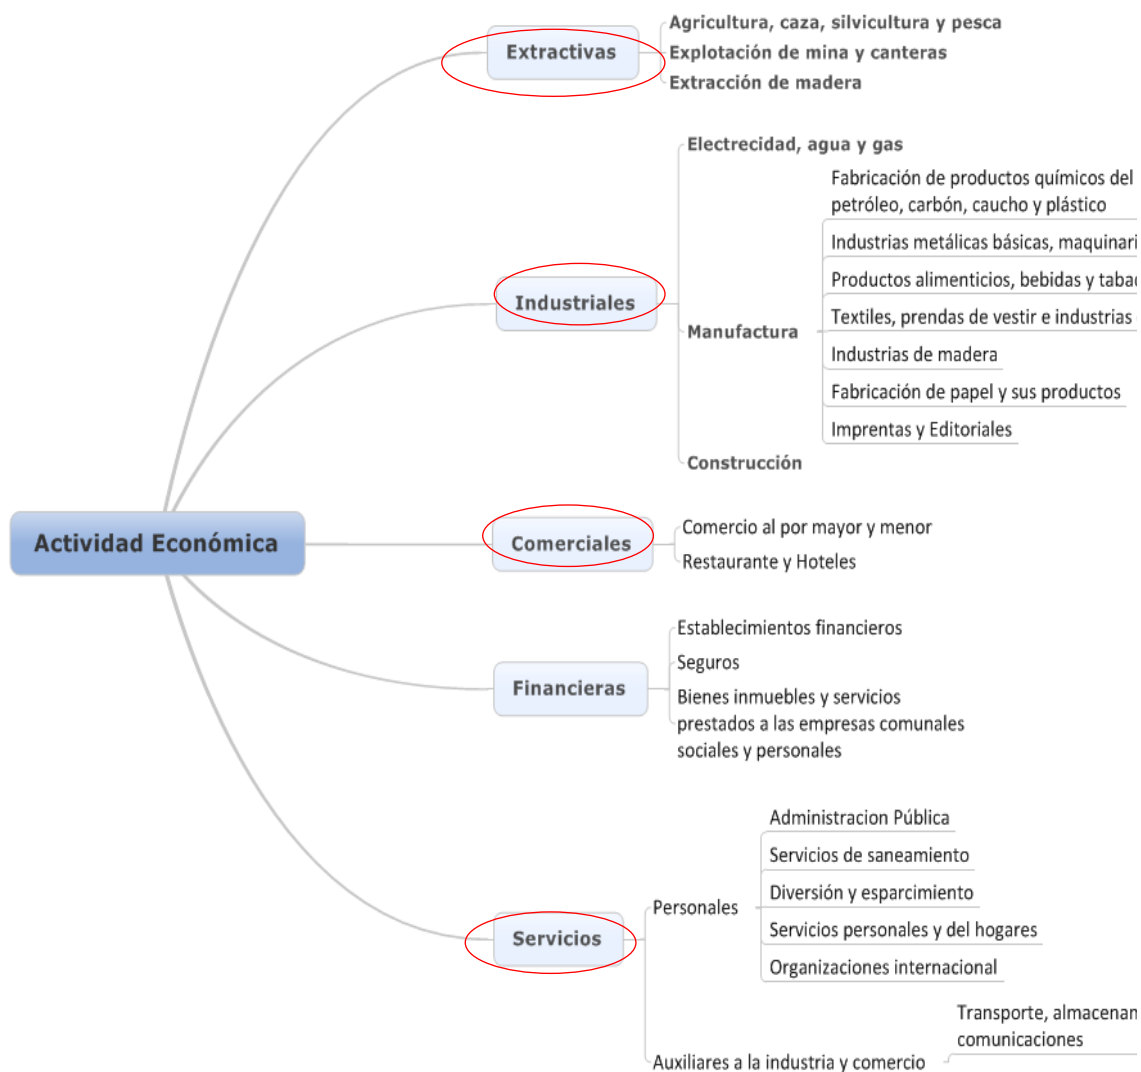 Actividad Económica
Extractivas
Agricultura, caza, silvicultura y pesca
Explotación de mina y canteras
Extracción de madera
Industriales
Electrecidad, agua y gas
Manufactura
Fabricación de productos químicos del
petróleo, carbón, caucho y plástico
Industrias metálicas básicas,
Productos alimenticios, bebidas y
Textiles, prendas de vestir e industrias
Industrias de madera
Fabricación de papel y sus productos
Imprentas y Editoriales
Construcción
Comerciales
Comercio al por mayor y menor
Restaurante y Hoteles
Financieras
Establecimientos financieros
Seguros
Bienes inmuebles y servicios
prestados a las empresas comunales
sociales y personales
Servicios
Personales
Administracion Pública
Servicios de saneamiento
Diversión y esparcimiento
Servicios personales y del hogares
Organizaciones internacional
Auxiliares a la industria y comercio
Transporte,
comunicaciones